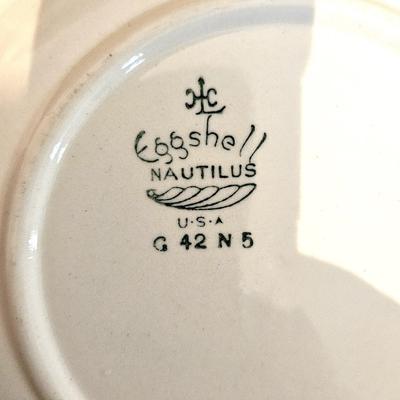 HLC
Eggshell
NAUTILUS
U·S·A
G 42 N 5